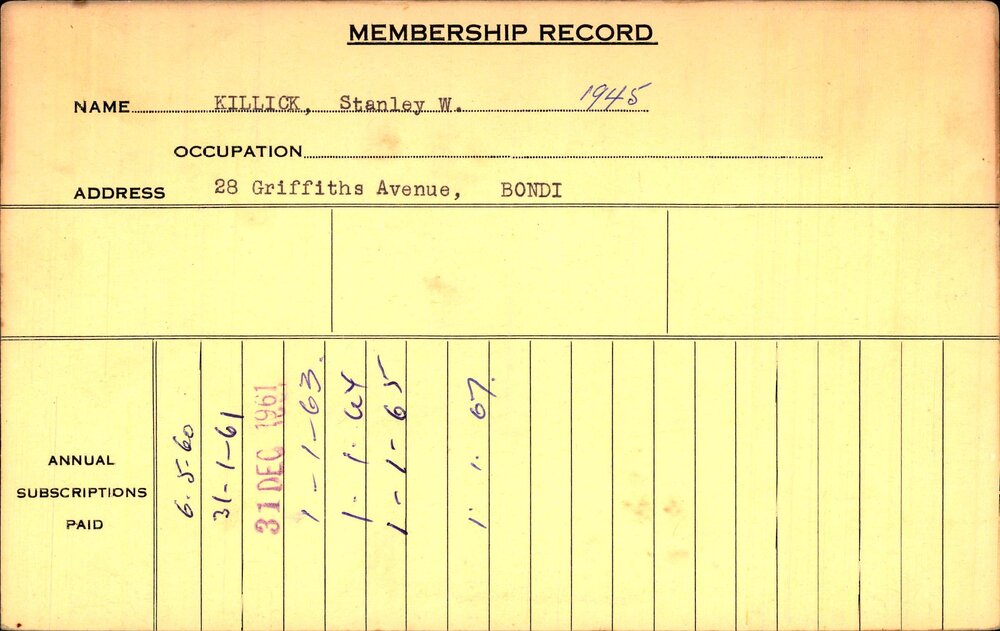 MEMBERSHIP RECORD
NAME KILLICK, Stanley W. 1945
OCCUPATION
ADDRESS 28 Griffiths Avenue, BONDI
ANNUAL
SUBSCRIPTIONS
PAID
6-5-60
31-1-61
31 DEC 1961
1-1-63.
1.1.64
1-1-65
1.1.67.